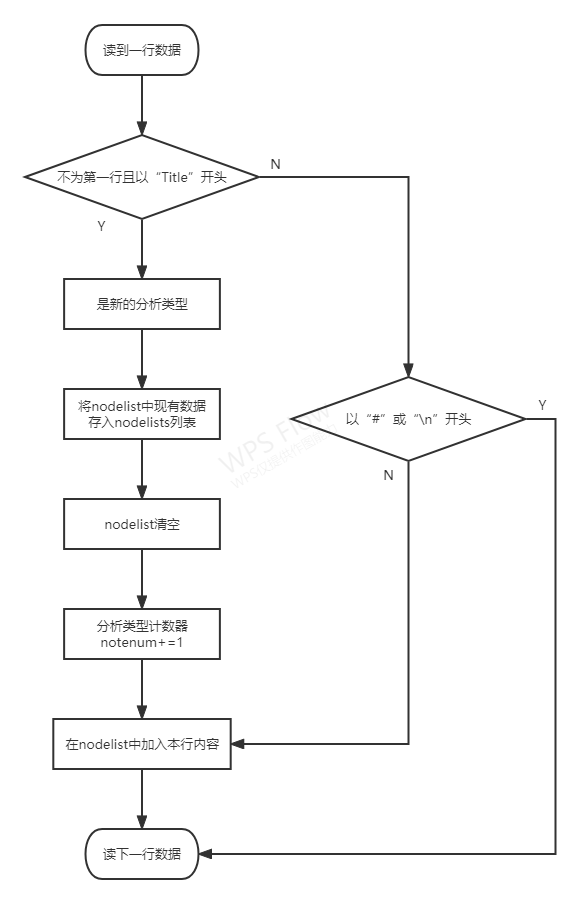 读到一行数据
不为第一行且以“Title”开头
N
Y
是新的分析类型
将nodelist中现有数据
存入nodelists列表
以“#”或“\n”开头
Y
N
nodelist清空
分析类型计数器
notenum+=1
在nodelist中加入本行内容
读下一行数据
WPS Flow